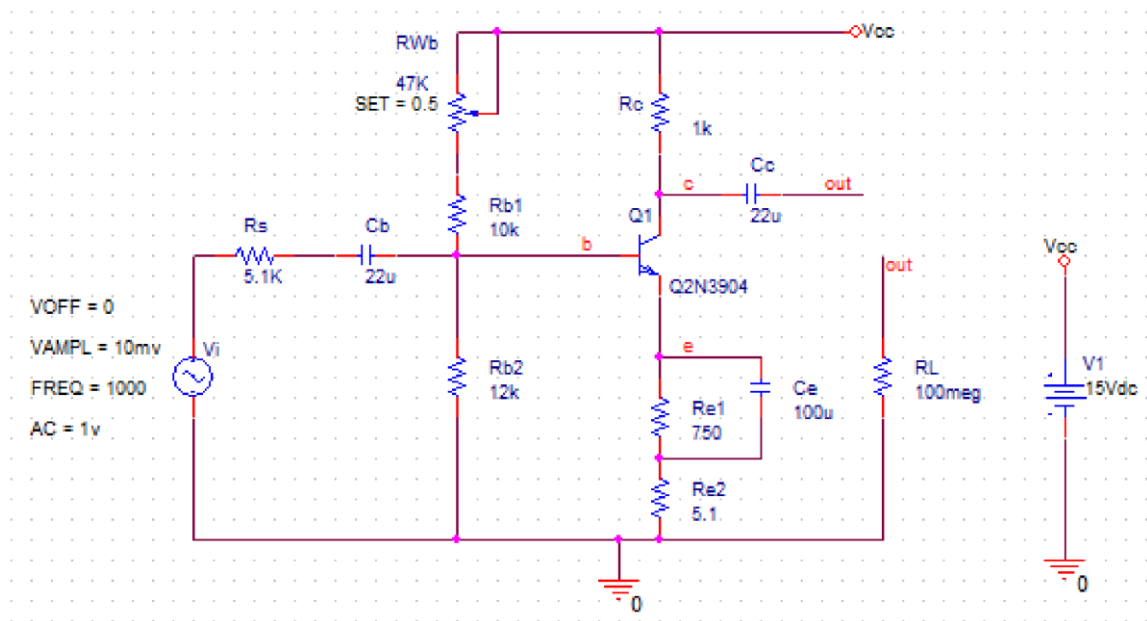 RWb
47K
SET = 0.5
Vcc
Rc
1k
Cc
c
out
22u
Rb1
10k
Q1
Rs
5.1K
Cb
22u
b
Q2N3904
out
Vcc
VOFF = 0
VAMPL = 10mv
FREQ = 1000
AC = 1v
Vi
Rb2
12k
e
Ce
100u
Re1
750
Re2
5.1
RL
100meg
V1
15Vdc
0
0